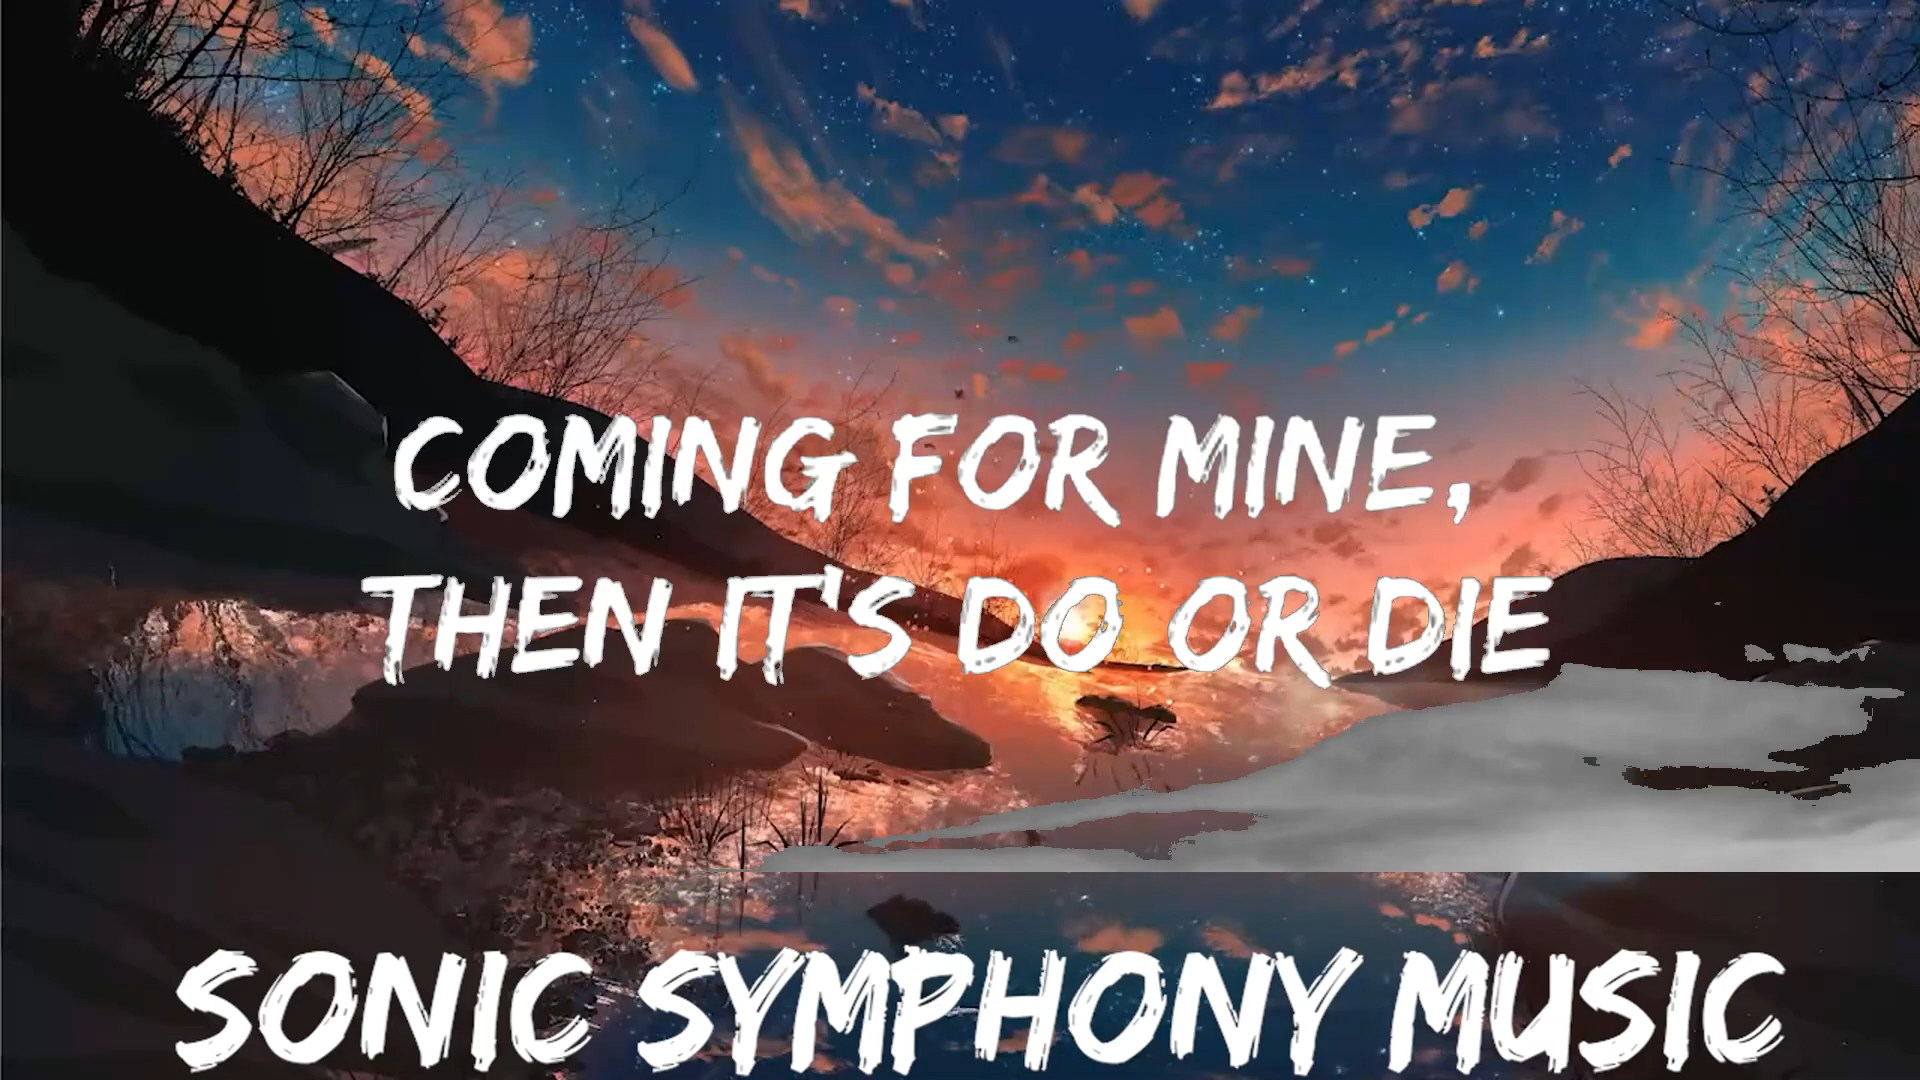 COMING FOR MINE,
THEN IT'S DO OR DIE
SONIC SYMPHONY MUSIC